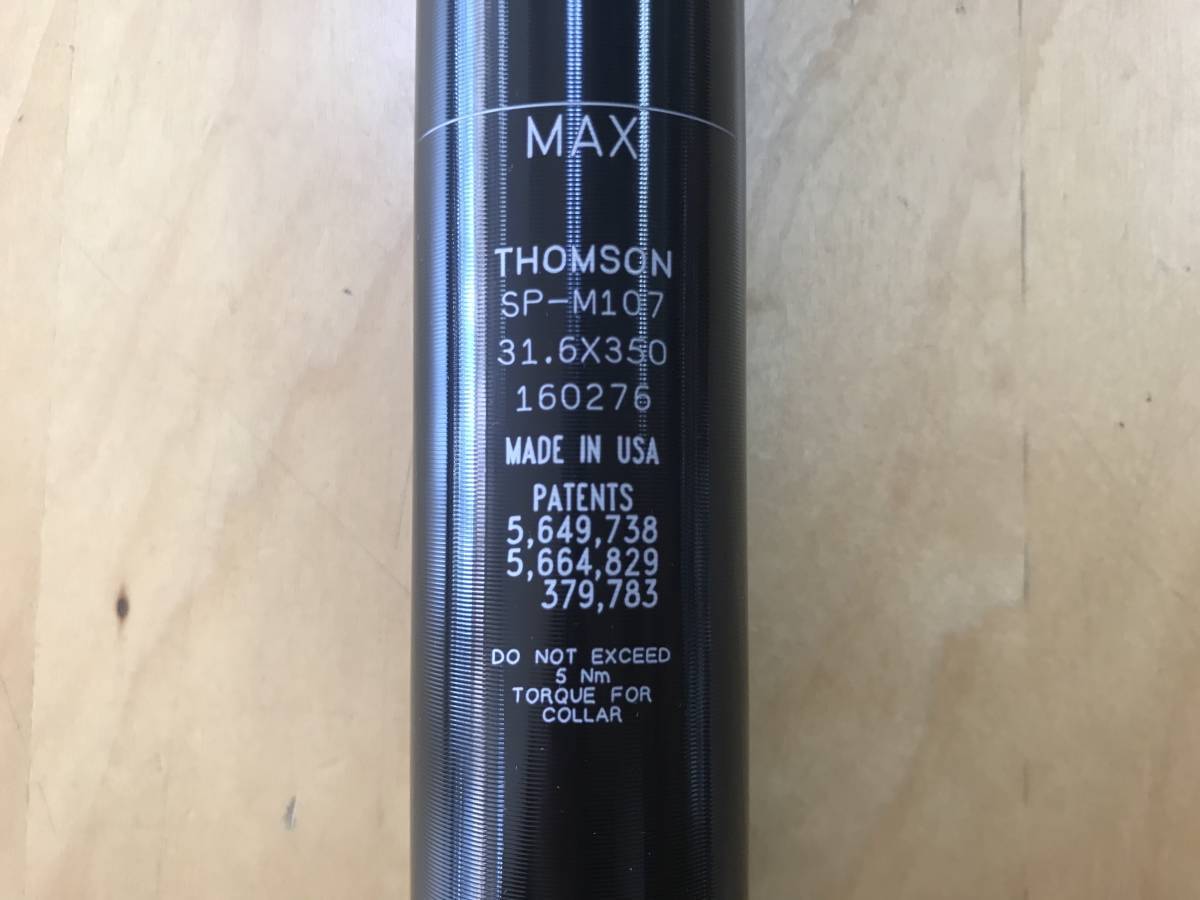 MAX
THOMSON
SP-M107
31.6X350
160276
MADE IN USA
PATENTS
5,649,738
5,664,829
379,783
DO NOT EXCEED
5 Nm
TORQUE FOR
COLLAR